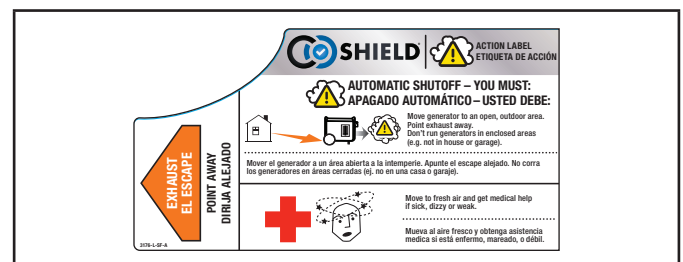 CO SHIELD®
ACTION LABEL
ETIQUETA DE ACCIÓN
AUTOMATIC SHUTOFF – YOU MUST:
APAGADO AUTOMÁTICO – USTED DEBE:
Move generator to an open, outdoor area.
Point exhaust away.
Don't run generators in enclosed areas
(e.g. not in house or garage).
Mover el generador a un área abierta a la intemperie. Apunte el escape alejado. No corra
los generadores en áreas cerradas (ej. no en una casa o garaje).
EXHAUST
EL ESCAPE
POINT AWAY
DIRIJA ALEJADO
Move to fresh air and get medical help
if sick, dizzy or weak.
Mueva al aire fresco y obtenga asistencia
medica si está enfermo, mareado, o débil.
3176-L-SF-A